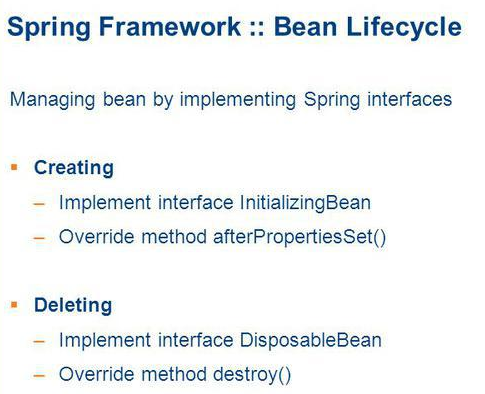 Spring Framework :: Bean Lifecycle
Managing bean by implementing Spring interfaces
▪ Creating
– Implement interface InitializingBean
– Override method afterPropertiesSet()
▪ Deleting
– Implement interface DisposableBean
– Override method destroy()